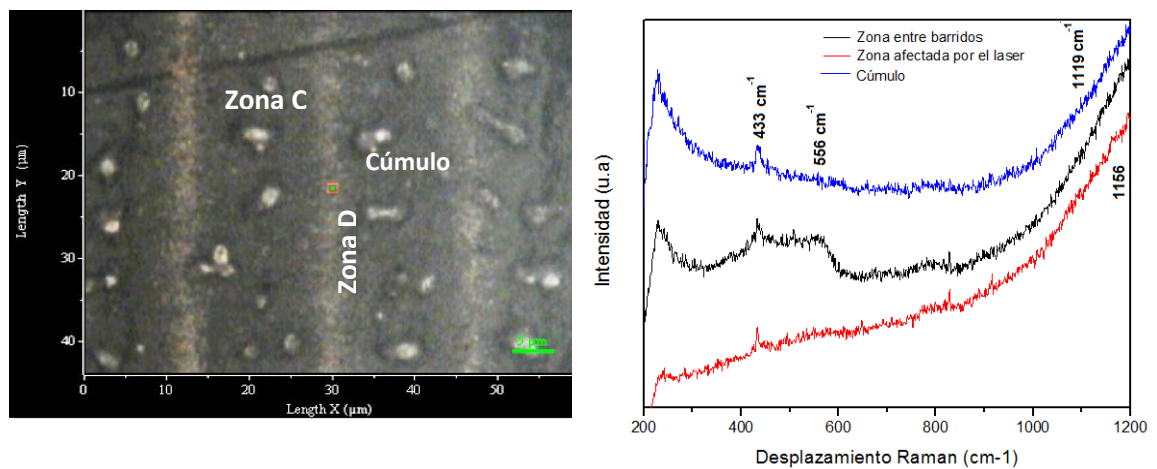 Zona C
Cúmulo
Zona D
10
20
30
40
Length Y (µm)
0
10
20
30
40
50
Length X (µm)
5 µm
Zona entre barridos
Zona afectada por el laser
Cúmulo
433 cm⁻¹
556 cm⁻¹
1119 cm⁻¹
1156
Intensidad (u.a)
200
400
600
800
1000
1200
Desplazamiento Raman (cm-1)